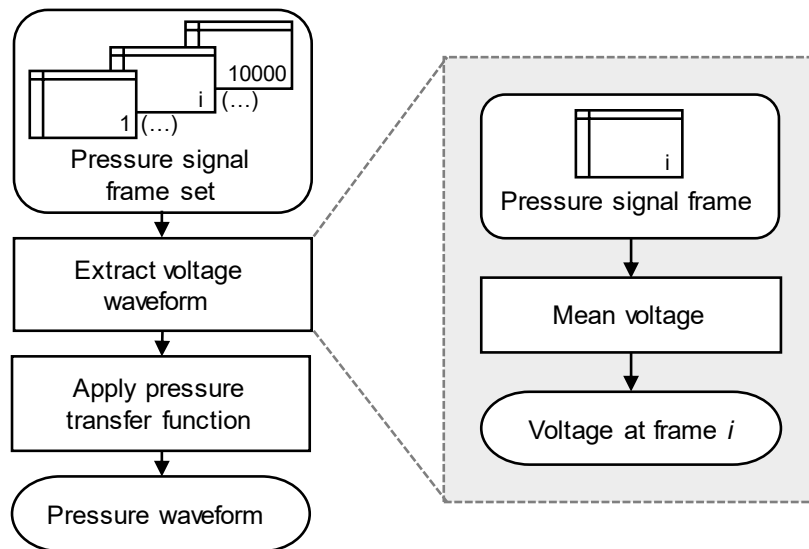 10000
i (…)
1 (…)
Pressure signal
frame set
Extract voltage
waveform
Apply pressure
transfer function
Pressure waveform
i
Pressure signal frame
Mean voltage
Voltage at frame i